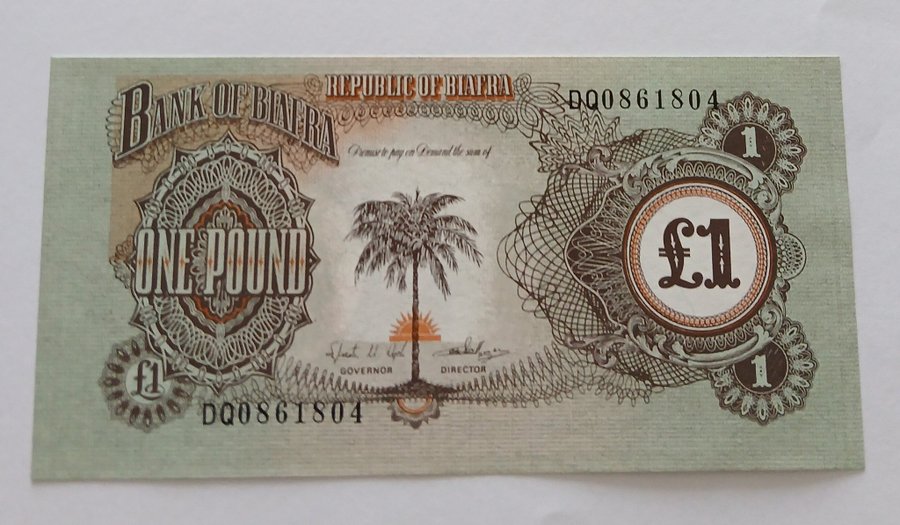 REPUBLIC OF BIAFRA
BANK OF BIAFRA
DQ0861804
1
Promise to pay on Demand the sum of
ONE POUND
£1
GOVERNOR
DIRECTOR
£1
1
DQ0861804